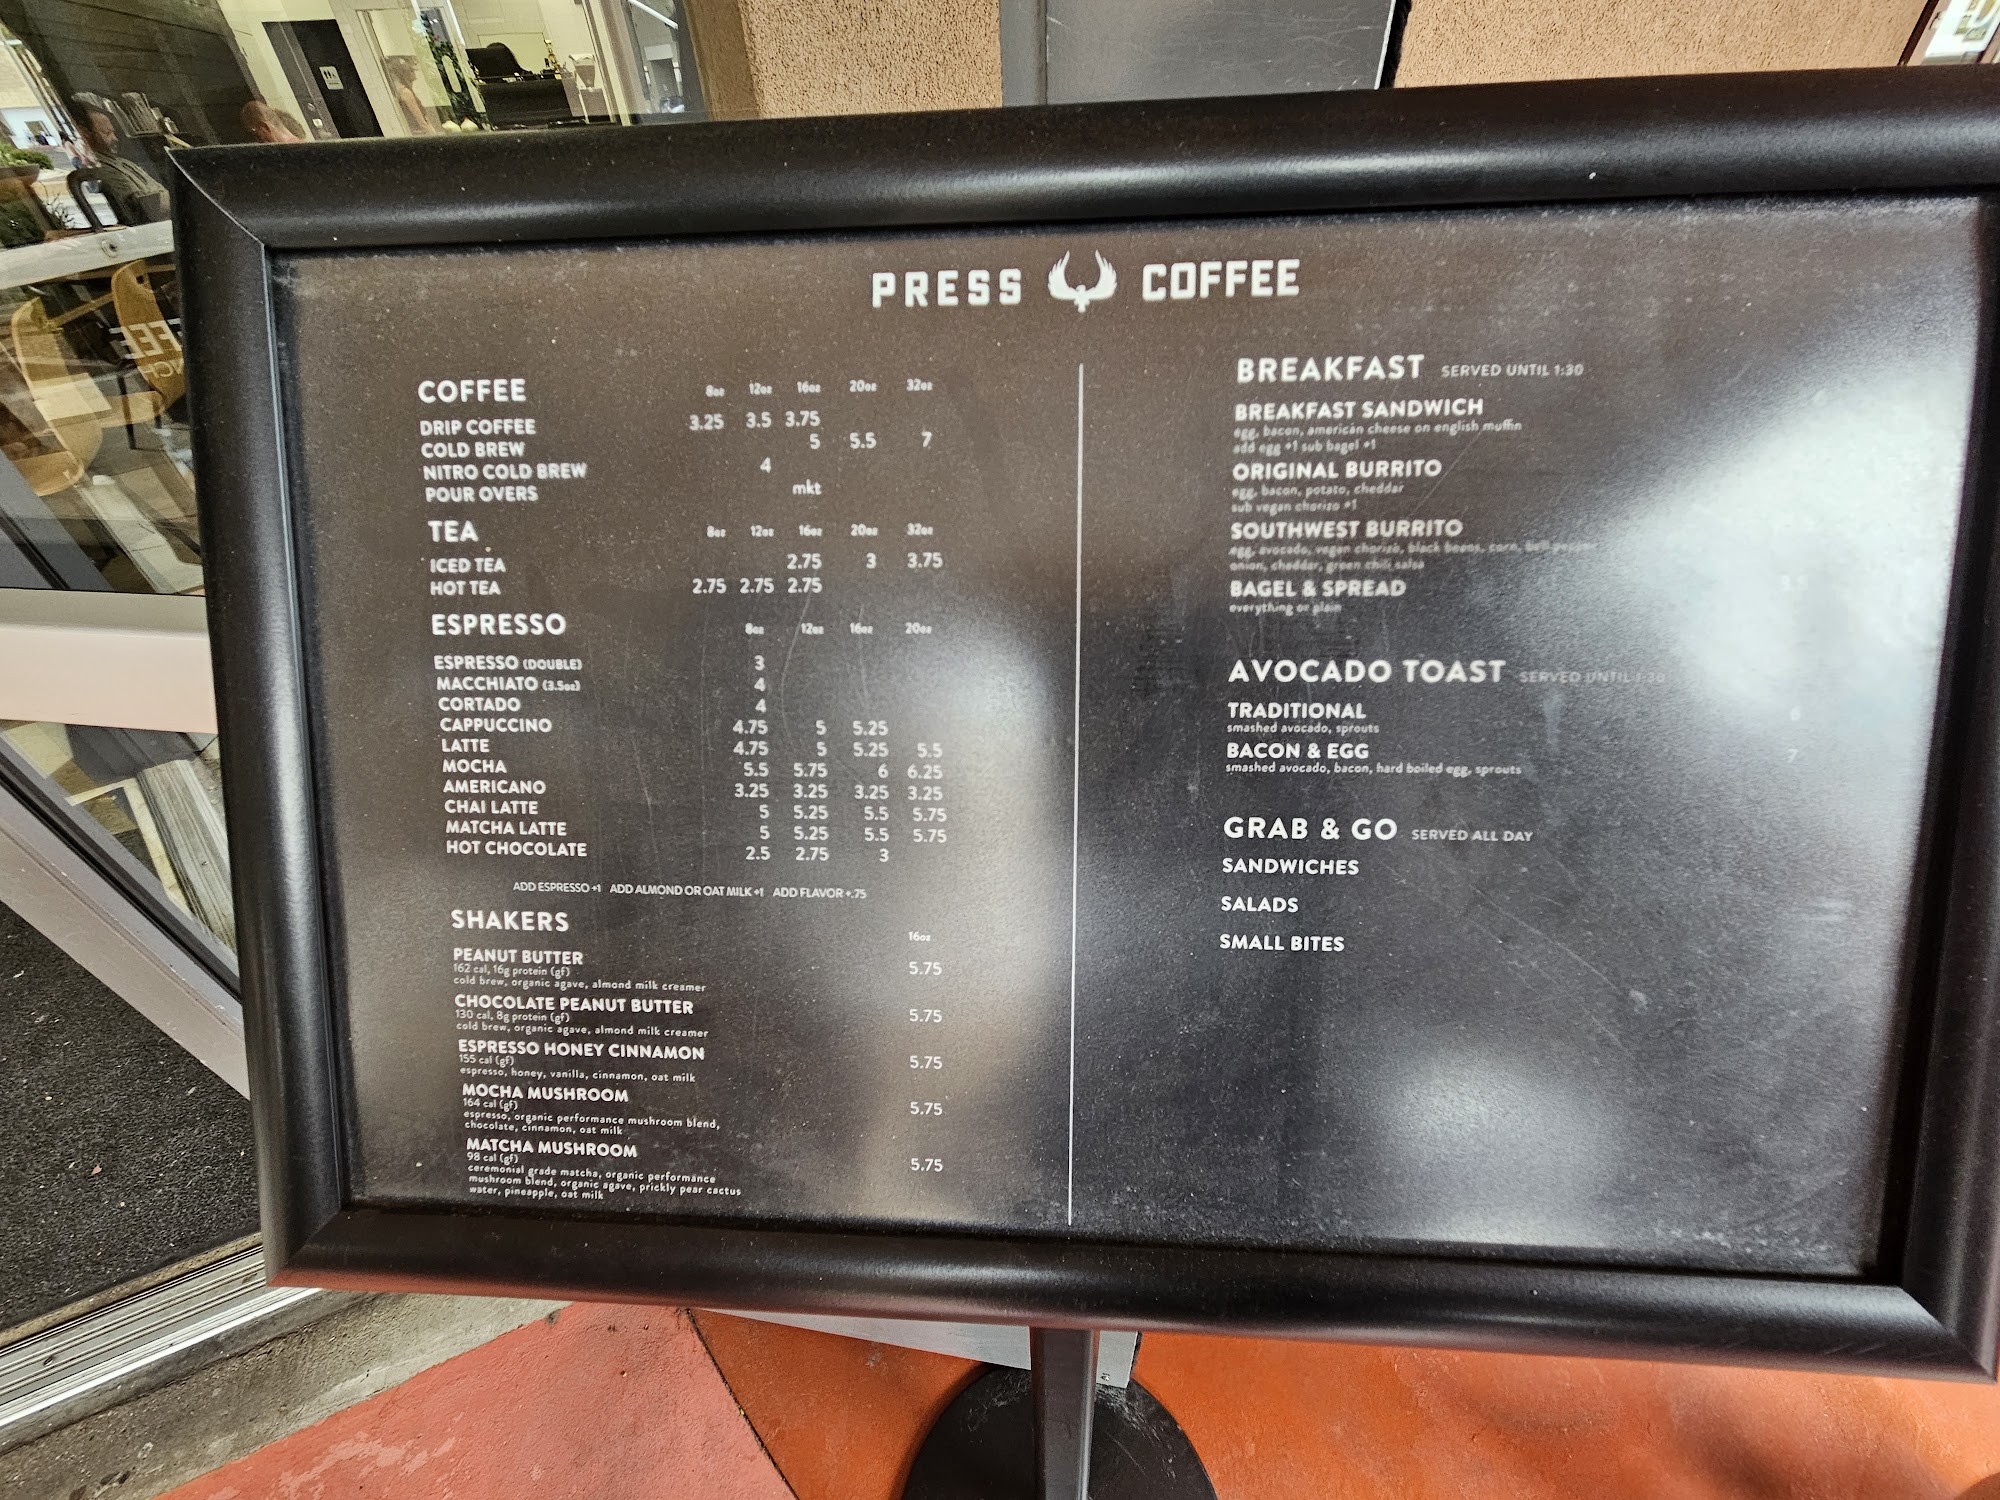 PRESS COFFEE
COFFEE 8oz 12oz 16oz 20oz 32oz
DRIP COFFEE 3.25 3.5 3.75
COLD BREW 5 5.5 7
NITRO COLD BREW 4
POUR OVERS mkt
TEA 8oz 12oz 16oz 20oz 32oz
ICED TEA 2.75 3 3.75
HOT TEA 2.75 2.75 2.75
ESPRESSO 8oz 12oz 16oz 20oz
ESPRESSO (DOUBLE) 3
MACCHIATO (3.5oz) 4
CORTADO 4
CAPPUCCINO 4.75 5 5.25
LATTE 4.75 5 5.25 5.5
MOCHA 5.5 5.75 6 6.25
AMERICANO 3.25 3.25 3.25 3.25
CHAI LATTE 5 5.25 5.5 5.75
MATCHA LATTE 5 5.25 5.5 5.75
HOT CHOCOLATE 2.5 2.75 3
ADD ESPRESSO +1 ADD ALMOND OR OAT MILK +1 ADD FLAVOR +.75
SHAKERS 16oz
PEANUT BUTTER 5.75
162 cal, 16g protein (gf)
cold brew, organic agave, almond milk creamer
CHOCOLATE PEANUT BUTTER 5.75
130 cal, 8g protein (gf)
cold brew, organic agave, almond milk creamer
ESPRESSO HONEY CINNAMON 5.75
155 cal (gf)
espresso, honey, vanilla, cinnamon, oat milk
MOCHA MUSHROOM 5.75
164 cal (gf)
espresso, organic performance mushroom blend,
chocolate, cinnamon, oat milk
MATCHA MUSHROOM 5.75
98 cal (gf)
ceremonial grade matcha, organic performance
mushroom blend, organic agave, prickly pear cactus
water, pineapple, oat milk
BREAKFAST SERVED UNTIL 1:30
BREAKFAST SANDWICH
egg, bacon, american cheese on english muffin
add egg +1 sub bagel +1
ORIGINAL BURRITO
egg, bacon, potato, cheddar
sub vegan chorizo +1
SOUTHWEST BURRITO
egg, avocado, vegan chorizo, black beans, corn, bell
onion, cheddar, green chili salsa
BAGEL & SPREAD
everything or plain
AVOCADO TOAST SERVED UNTIL 1:30
TRADITIONAL
smashed avocado, sprouts
BACON & EGG
smashed avocado, bacon, hard boiled egg, sprouts
GRAB & GO SERVED ALL DAY
SANDWICHES
SALADS
SMALL BITES